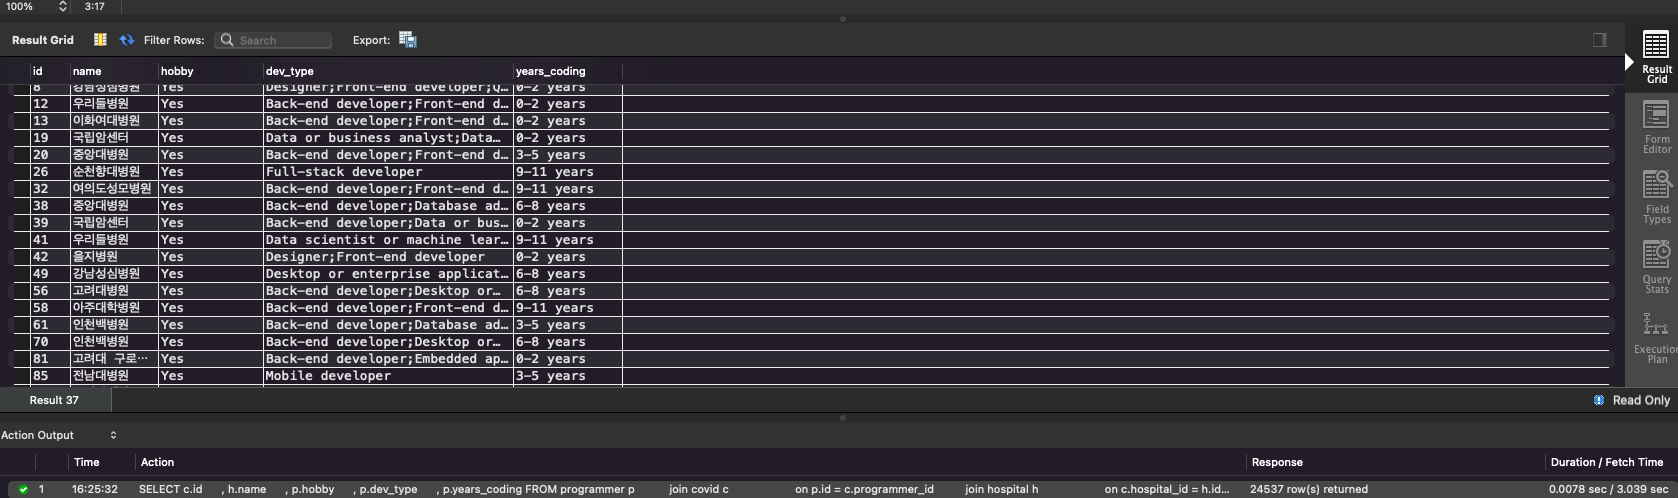 100% 3:17
Result Grid Filter Rows: Search Export:
Result Grid
Form Editor
Field Types
Query Stats
Execution Plan
id name hobby dev_type years_coding
8 강남성심병원 Yes Designer;Front-end developer;Q… 0-2 years
12 우리들병원 Yes Back-end developer;Front-end d… 0-2 years
13 이화여대병원 Yes Back-end developer;Front-end d… 0-2 years
19 국립암센터 Yes Data or business analyst;Data… 0-2 years
20 중앙대병원 Yes Back-end developer;Front-end d… 3-5 years
26 순천향대병원 Yes Full-stack developer 9-11 years
32 여의도성모병원 Yes Back-end developer;Front-end d… 9-11 years
38 중앙대병원 Yes Back-end developer;Database ad… 6-8 years
39 국립암센터 Yes Back-end developer;Data or bus… 0-2 years
41 우리들병원 Yes Data scientist or machine lear… 9-11 years
42 을지병원 Yes Designer;Front-end developer 0-2 years
49 강남성심병원 Yes Desktop or enterprise applicat… 6-8 years
56 고려대병원 Yes Back-end developer;Desktop or… 6-8 years
58 아주대학병원 Yes Back-end developer;Front-end d… 9-11 years
61 인천백병원 Yes Back-end developer;Database ad… 3-5 years
70 인천백병원 Yes Back-end developer;Desktop or… 6-8 years
81 고려대 구로… Yes Back-end developer;Embedded ap… 0-2 years
85 전남대병원 Yes Mobile developer 3-5 years
Result 37 Read Only
Action Output
Time Action Response Duration / Fetch Time
1 16:25:32 SELECT c.id , h.name , p.hobby , p.dev_type , p.years_coding FROM programmer p join covid c on p.id = c.programmer_id join hospital h on c.hospital_id = h.id... 24537 row(s) returned 0.0078 sec / 3.039 sec